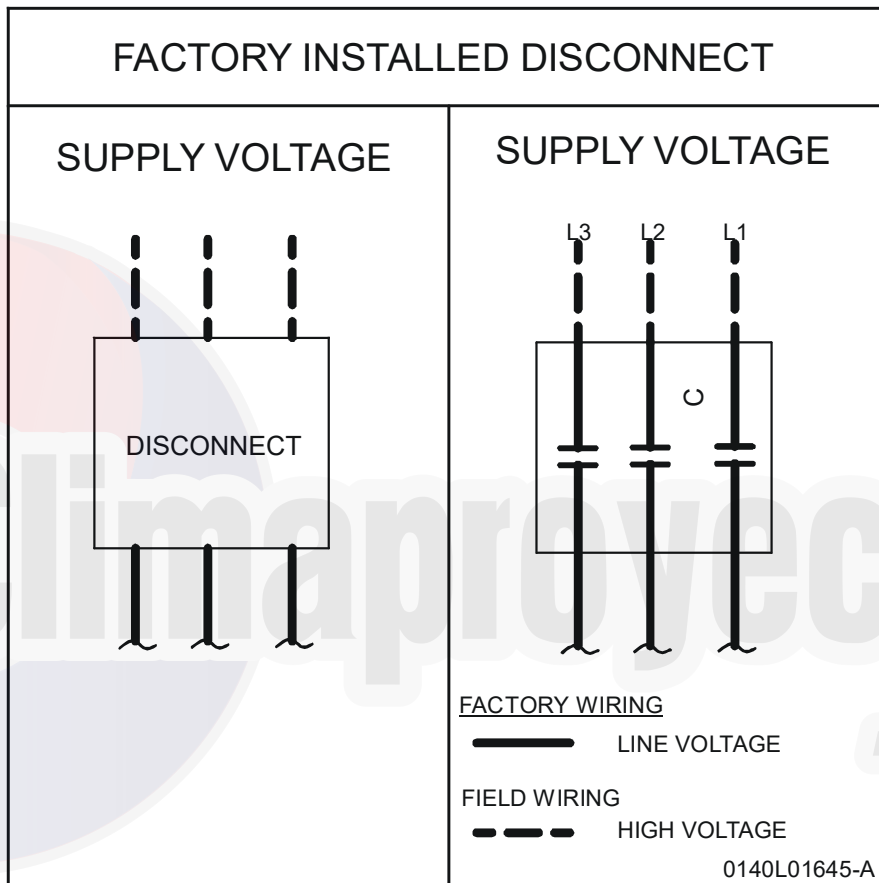 FACTORY INSTALLED DISCONNECT
SUPPLY VOLTAGE
DISCONNECT
SUPPLY VOLTAGE
L3 L2 L1
C
FACTORY WIRING
LINE VOLTAGE
FIELD WIRING
HIGH VOLTAGE
0140L01645-A